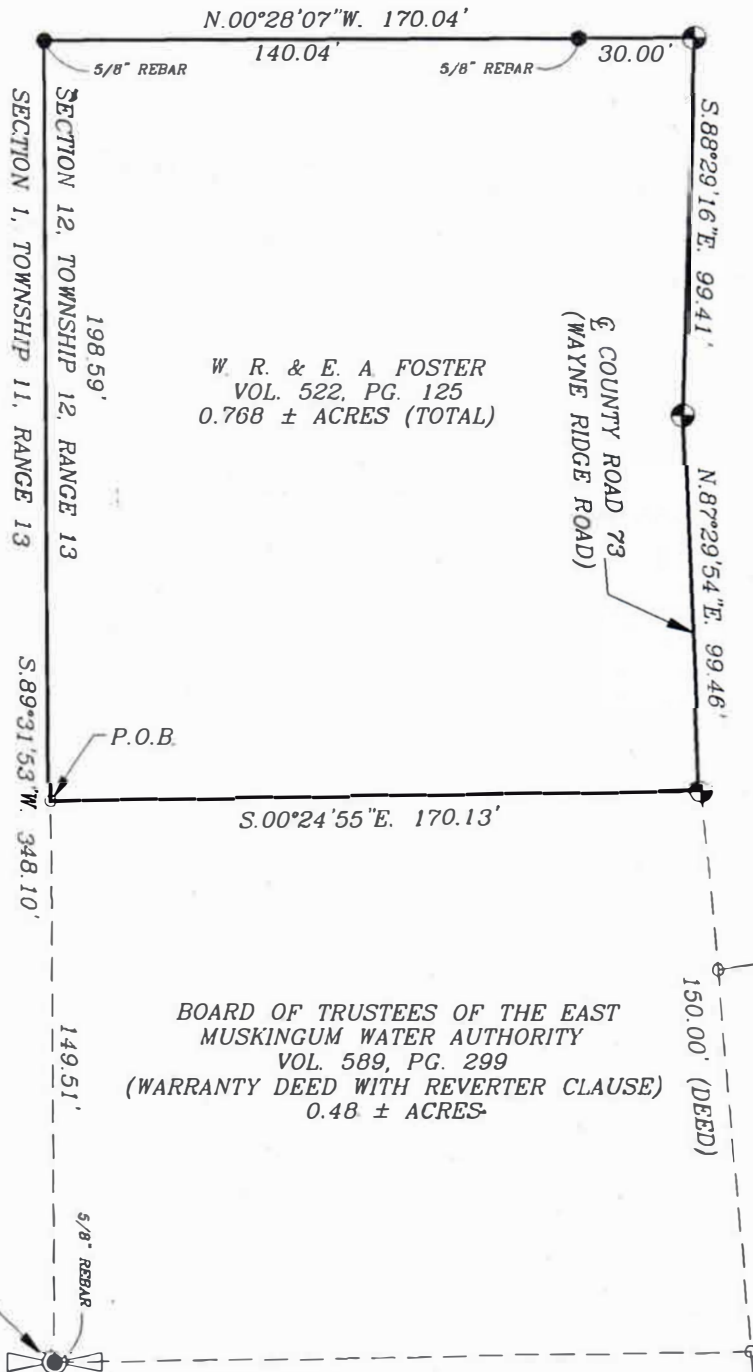 N.00°28'07"W. 170.04'
140.04'
30.00'
5/8" REBAR
5/8" REBAR
S.88°29'16"E. 99.41'
SECTION 12, TOWNSHIP 12, RANGE 13
SECTION 1, TOWNSHIP 11, RANGE 13
198.59'
W. R. & E. A. FOSTER
VOL. 522, PG. 125
0.768 ± ACRES (TOTAL)
℄ COUNTY ROAD 73
(WAYNE RIDGE ROAD)
N.87°29'54"E. 99.46'
S.89°31'53"W. 348.10'
P.O.B.
S.00°24'55"E. 170.13'
BOARD OF TRUSTEES OF THE EAST
MUSKINGUM WATER AUTHORITY
VOL. 589, PG. 299
(WARRANTY DEED WITH REVERTER CLAUSE)
0.48 ± ACRES
150.00' (DEED)
149.51'
5/8" REBAR